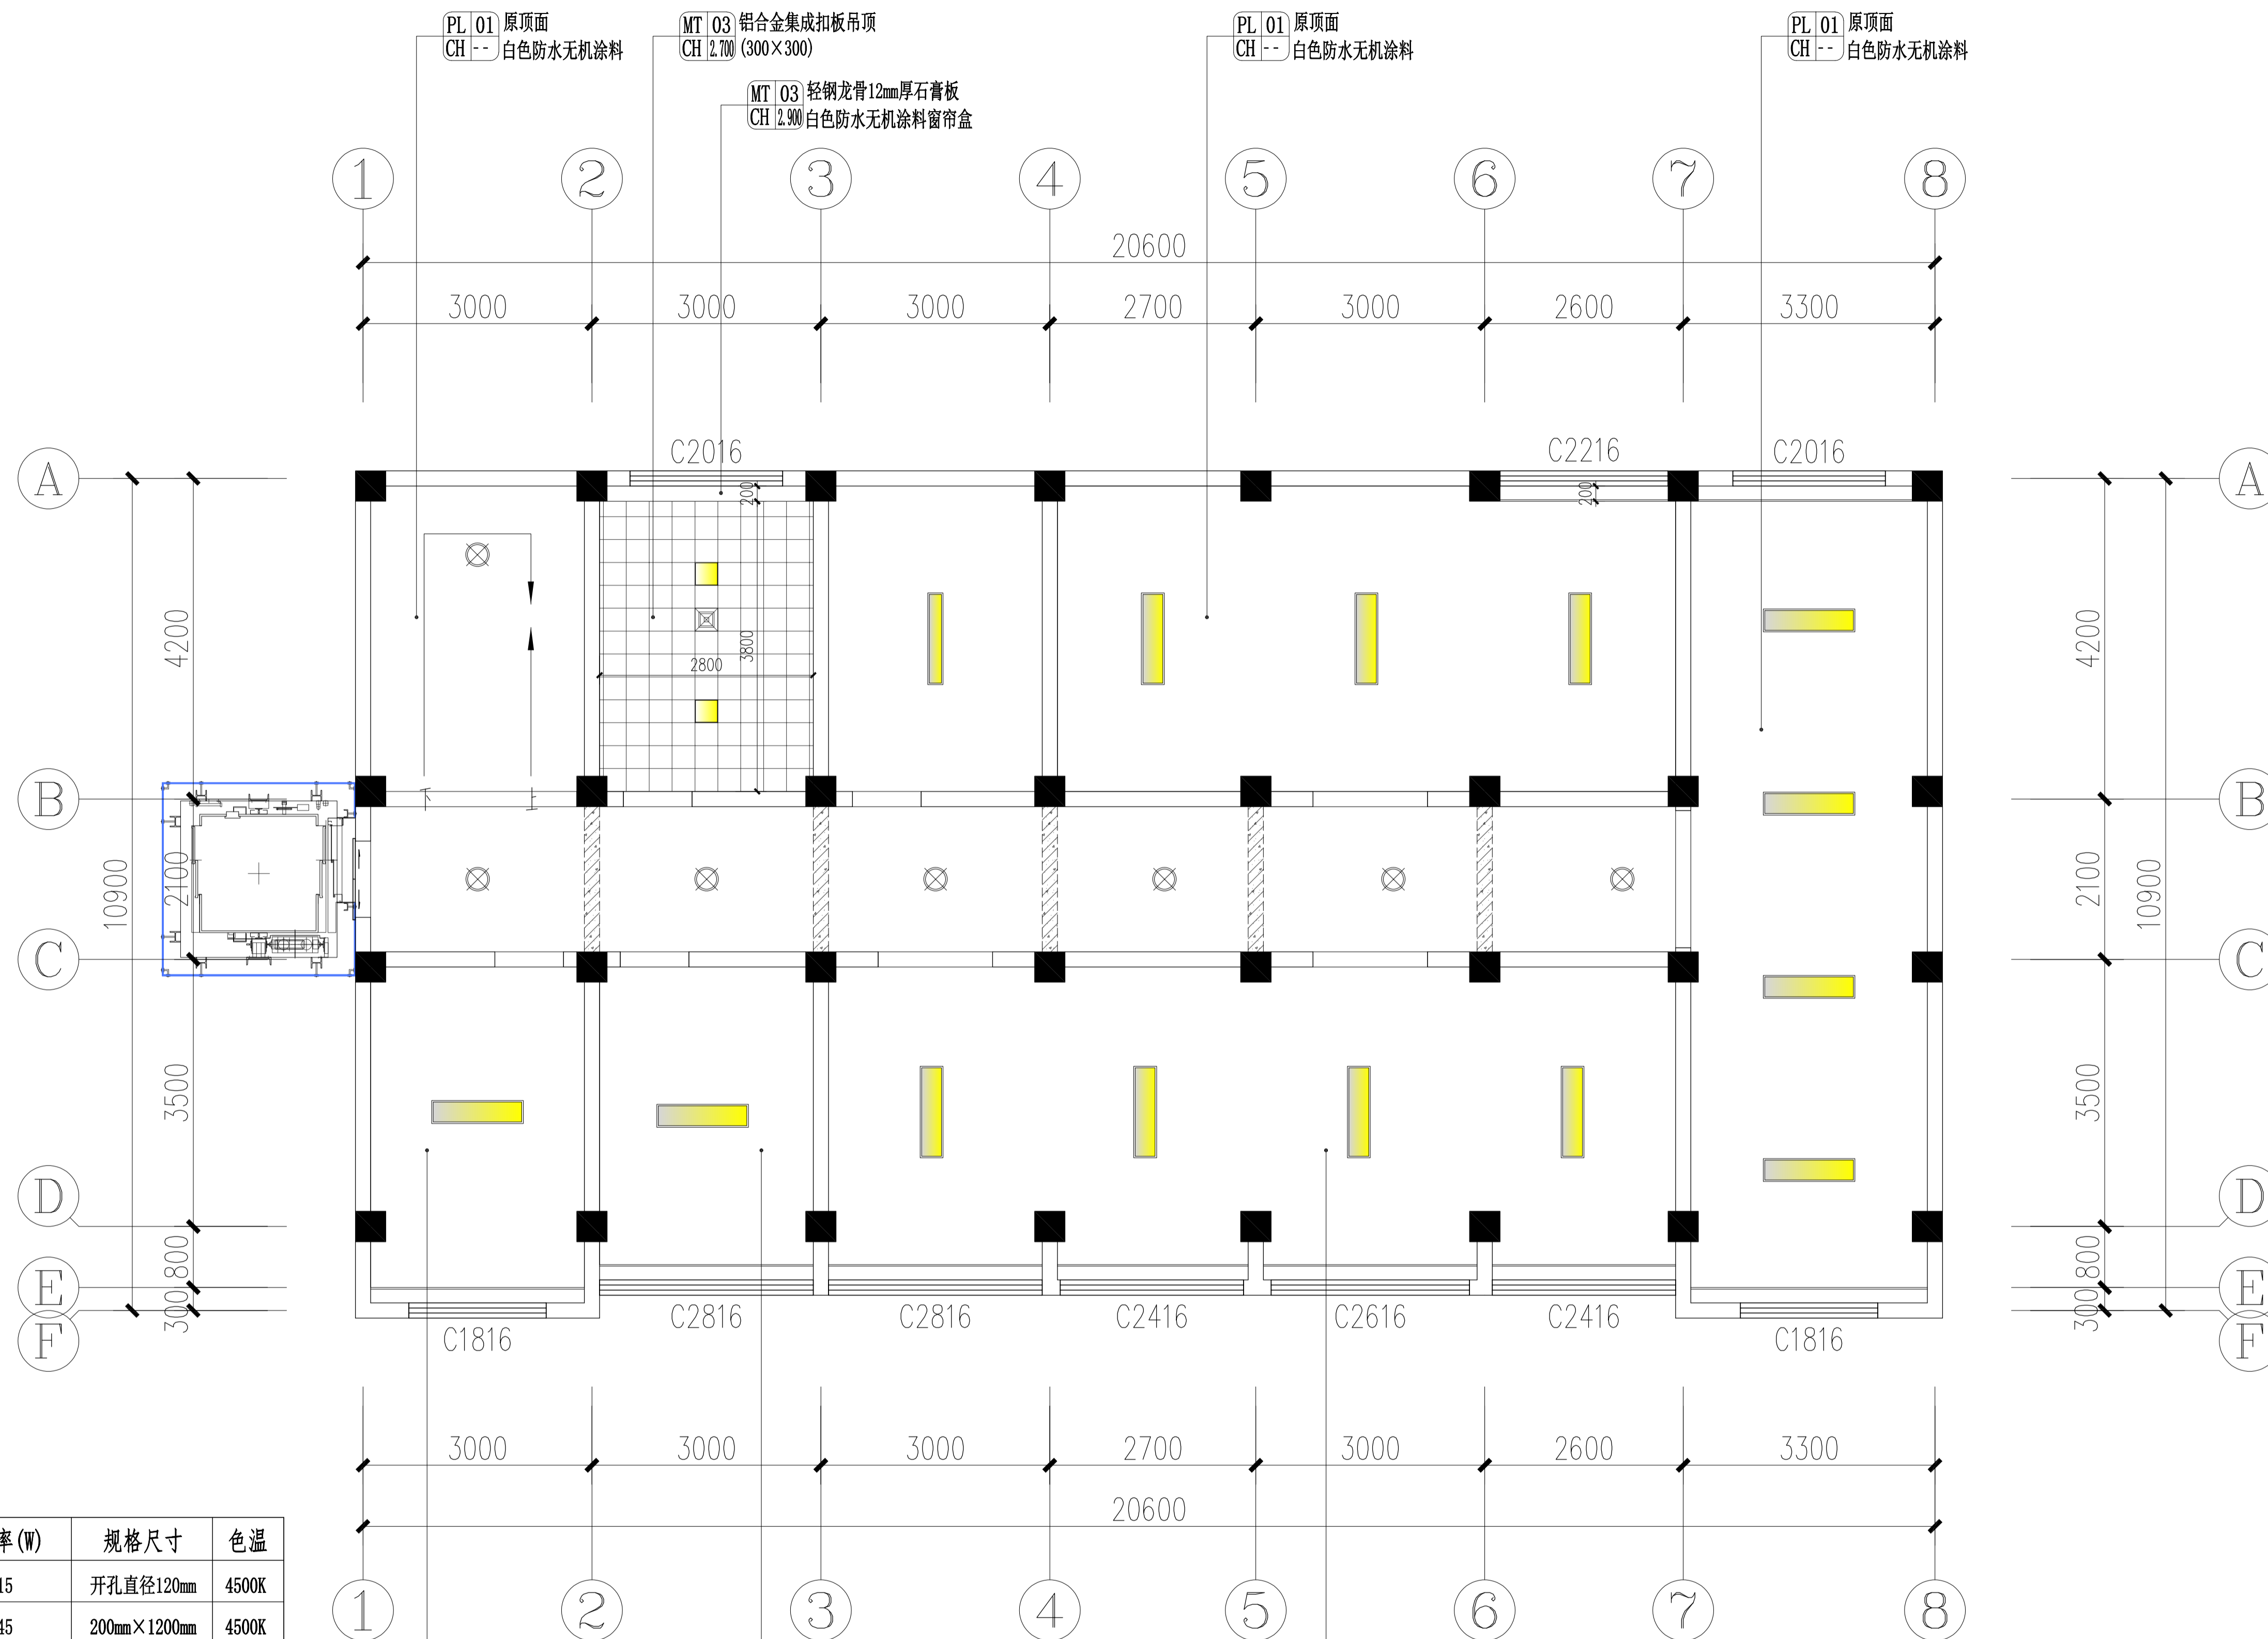 PL 01 原顶面
CH -- 白色防水无机涂料
MT 03 铝合金集成扣板吊顶
CH 2.700 (300×300)
PL 01 原顶面
CH -- 白色防水无机涂料
PL 01 原顶面
CH -- 白色防水无机涂料
MT 03 轻钢龙骨12mm厚石膏板
CH 2.900 白色防水无机涂料窗帘盒
1 2 3 4 5 6 7 8
20600
3000 3000 3000 2700 3000 2600 3300
C2016 C2216 C2016
A A
200 200
4200 4200
3800
2800
B B
下 上
10900 2100 2100 10900
C C
3500 3500
D D
800 800
E E
300 300
F F
C2816 C2816 C2416 C2616 C2416
C1816 C1816
3000 3000 3000 2700 3000 2600 3300
20600
率(W) 规格尺寸 色温
15 开孔直径120mm 4500K
45 200mm×1200mm 4500K
1 2 3 4 5 6 7 8